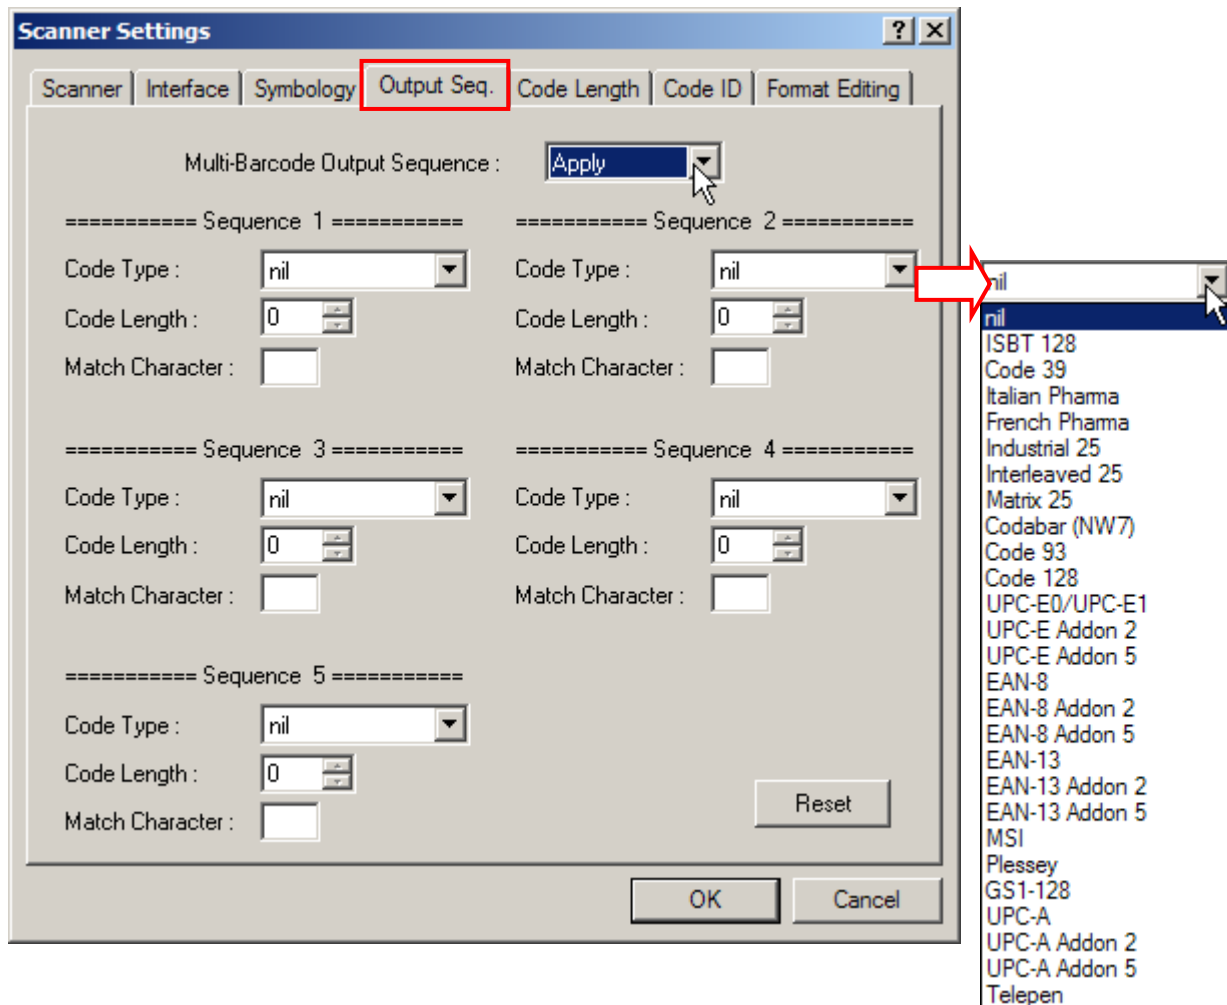 Scanner Settings
Scanner Interface Symbology Output Seq. Code Length Code ID Format Editing
Multi-Barcode Output Sequence : Apply
=========== Sequence 1 ===========
Code Type : nil
Code Length : 0
Match Character :
=========== Sequence 2 ===========
Code Type : nil
Code Length : 0
Match Character :
=========== Sequence 3 ===========
Code Type : nil
Code Length : 0
Match Character :
=========== Sequence 4 ===========
Code Type : nil
Code Length : 0
Match Character :
=========== Sequence 5 ===========
Code Type : nil
Code Length : 0
Match Character :
Reset
OK Cancel
nil
nil
ISBT 128
Code 39
Italian Pharma
French Pharma
Industrial 25
Interleaved 25
Matrix 25
Codabar (NW7)
Code 93
Code 128
UPC-E0/UPC-E1
UPC-E Addon 2
UPC-E Addon 5
EAN-8
EAN-8 Addon 2
EAN-8 Addon 5
EAN-13
EAN-13 Addon 2
EAN-13 Addon 5
MSI
Plessey
GS1-128
UPC-A
UPC-A Addon 2
UPC-A Addon 5
Telepen